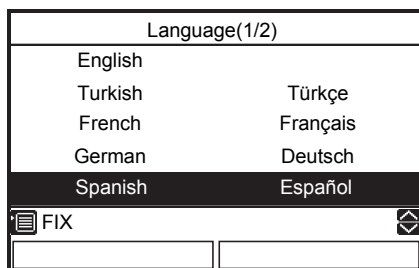 Language(1/2)
English
Turkish Türkçe
French Français
German Deutsch
Spanish Español
FIX